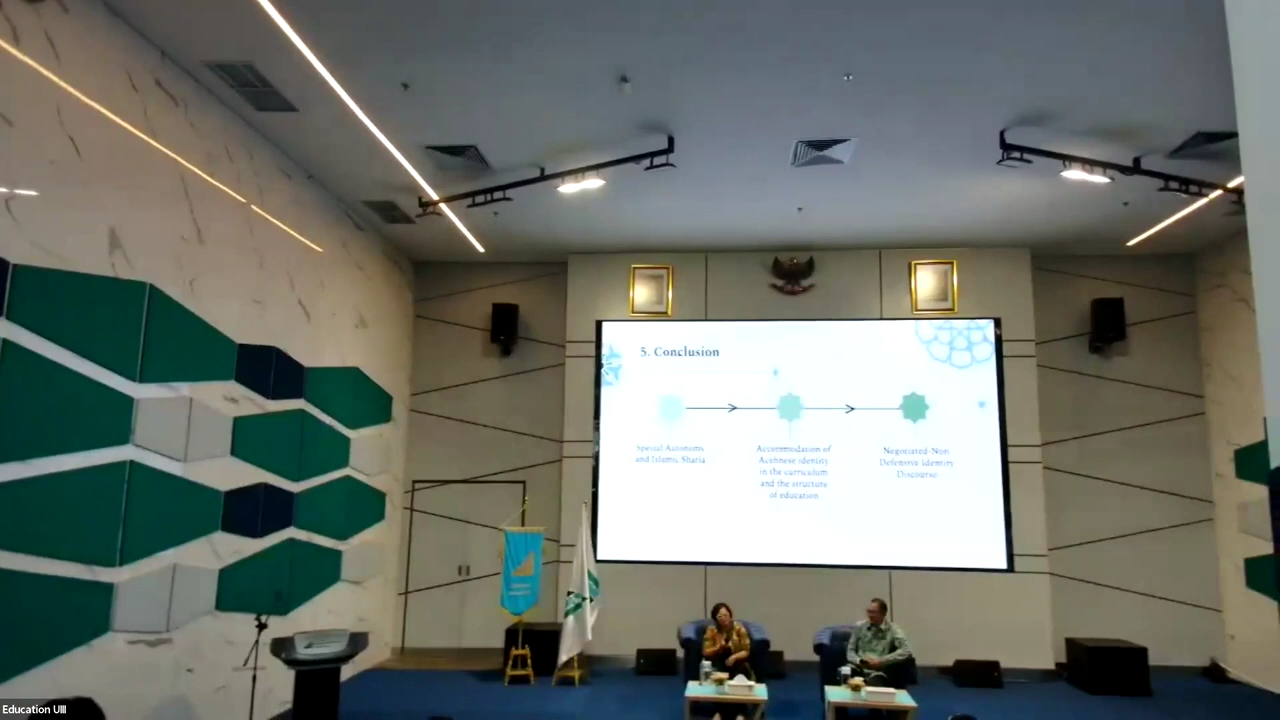 5. Conclusion
Special Autonomy
and Islamic Sharia
Accommodation of
Acehnese identity
in the curriculum
and the structure
of education
Negotiated-Non
Defensive Identity
Discourse
Education UIII